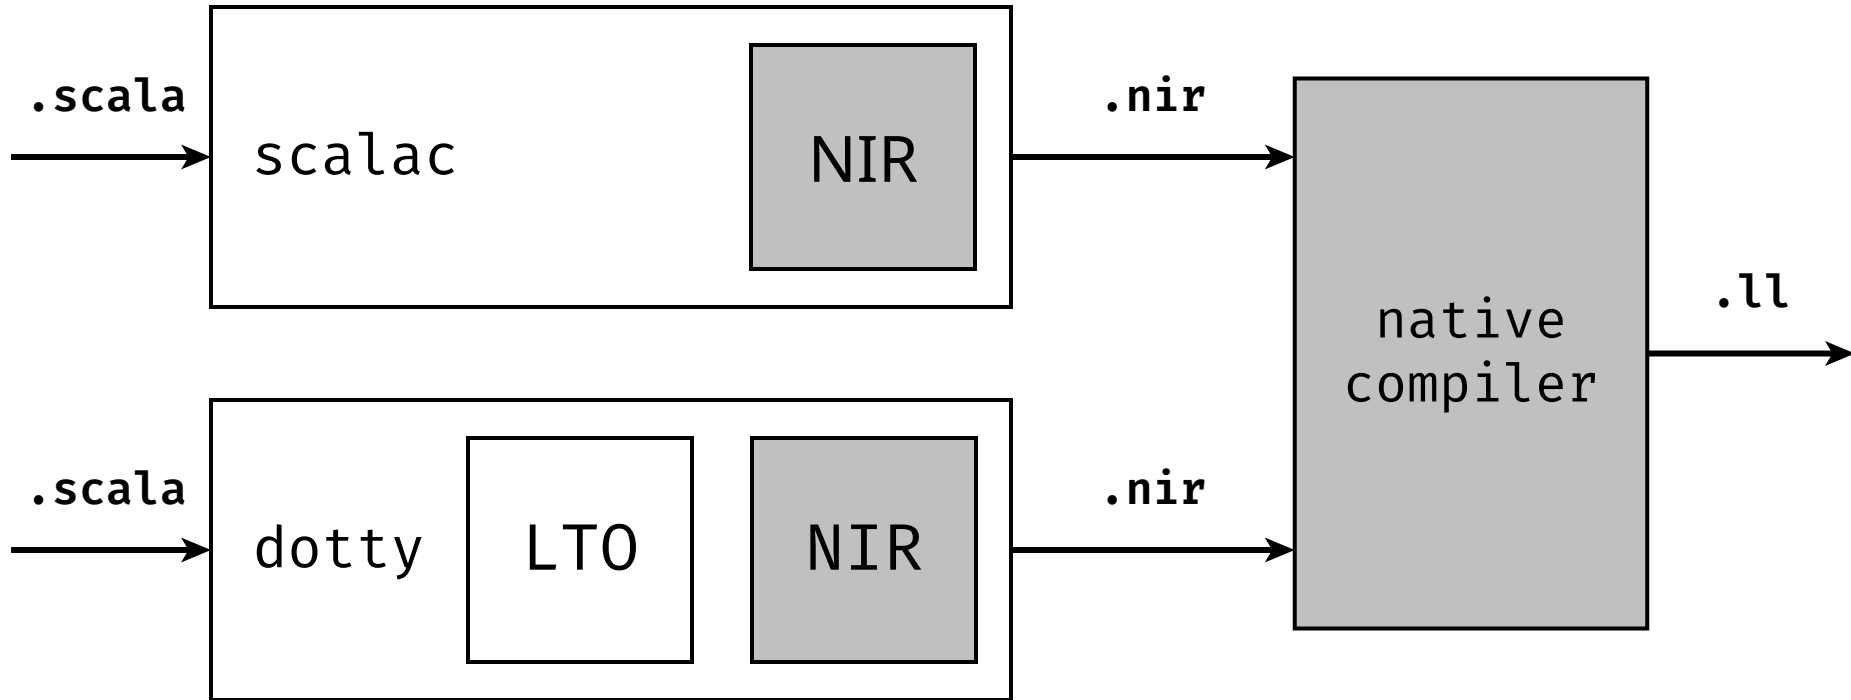 .scala
scalac
NIR
.nir
native
compiler
.ll
.scala
dotty
LTO
NIR
.nir